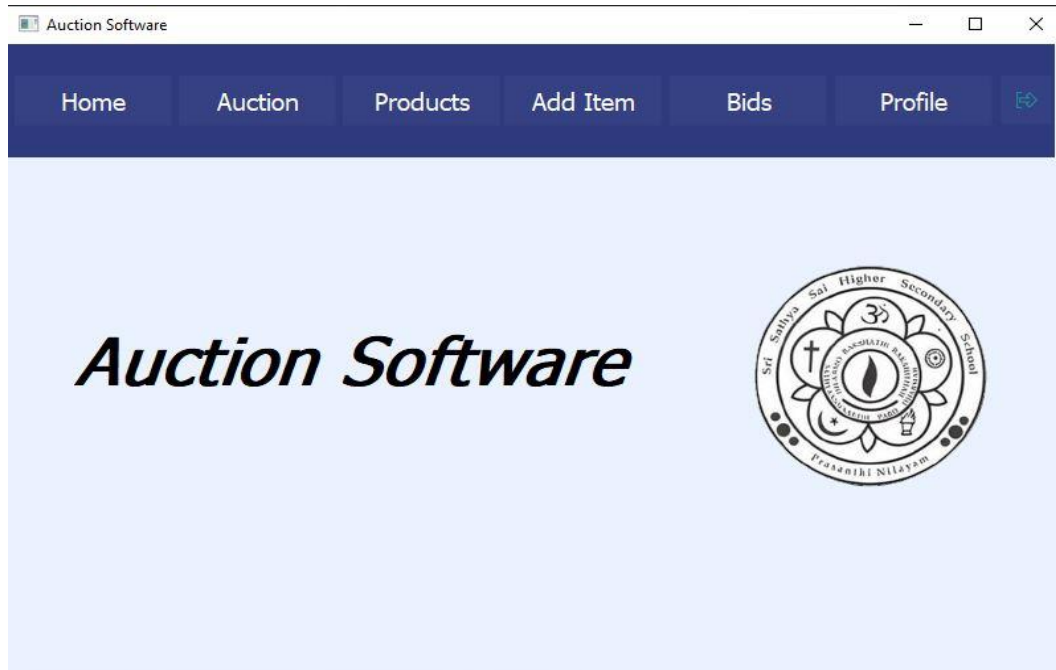 Auction Software
Home Auction Products Add Item Bids Profile
Auction Software
Sri Sathya Sai Higher Secondary School
ॐ
Prasanthi Nilayam